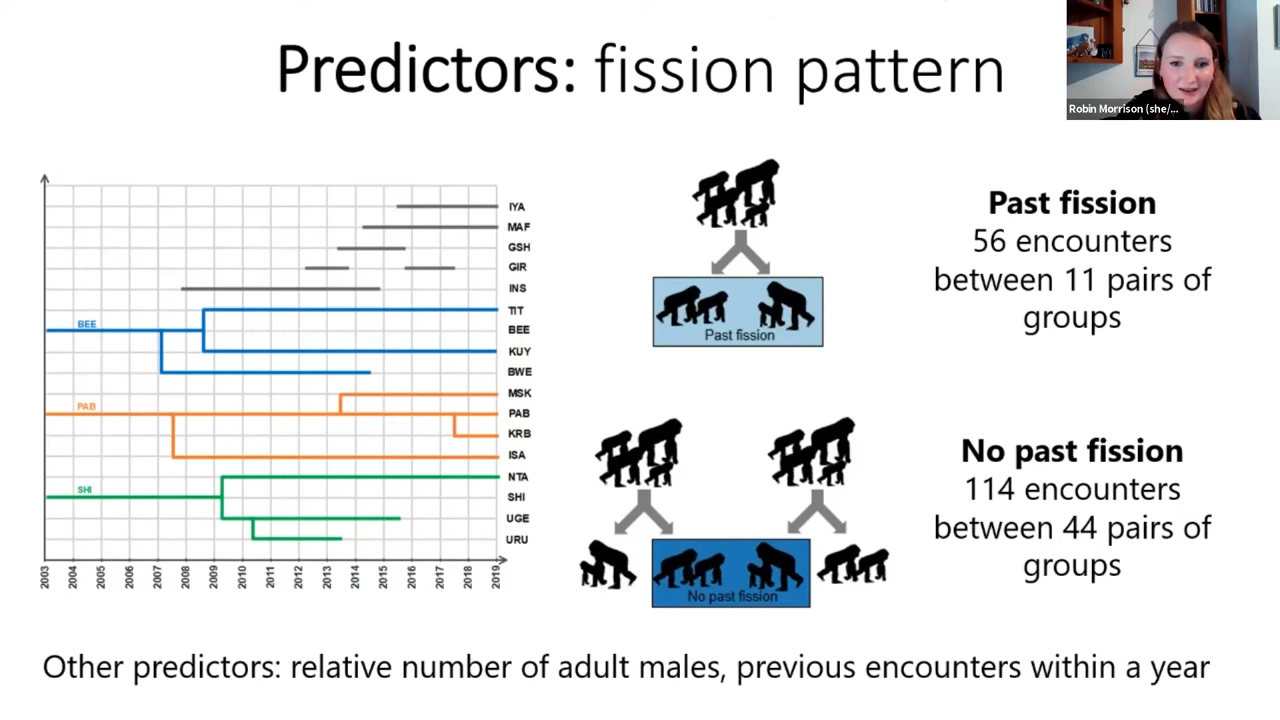 Predictors: fission pattern
Robin Morrison (she/...
IYA
MAF
GSH
GIR
INS
TIT
BEE
BEE
KUY
BWE
MSK
PAB
PAB
KRB
ISA
NTA
SHI
SHI
UGE
URU
2003 2004 2005 2006 2007 2008 2009 2010 2011 2012 2013 2014 2015 2016 2017 2018 2019
Past fission
Past fission
56 encounters
between 11 pairs of
groups
No past fission
No past fission
114 encounters
between 44 pairs of
groups
Other predictors: relative number of adult males, previous encounters within a year